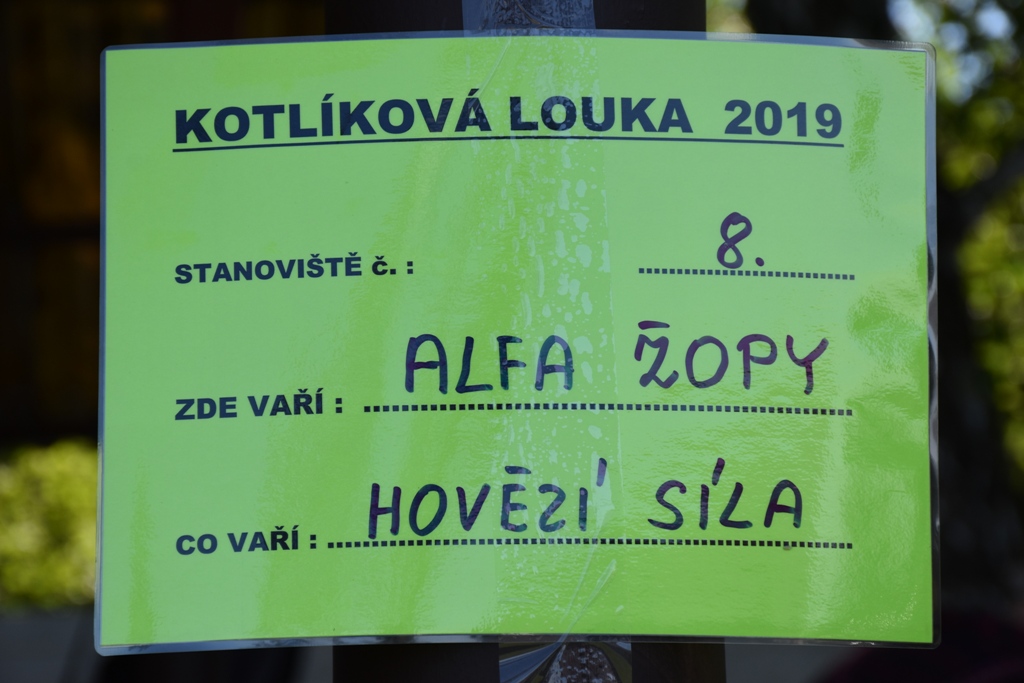 KOTLÍKOVÁ LOUKA 2019
STANOVIŠTĚ č. : 8.
ZDE VAŘÍ : ALFA ŽOPY
CO VAŘÍ : HOVĚZÍ SÍLA